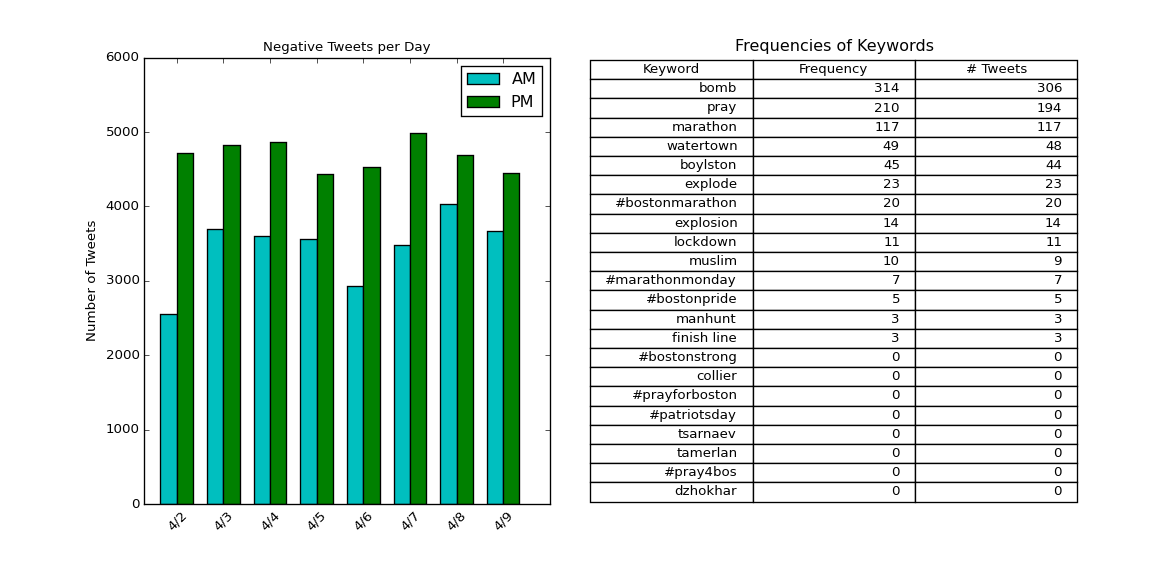 Negative Tweets per Day
6000
5000
4000
3000
2000
1000
0
Number of Tweets
AM
PM
4/2 4/3 4/4 4/5 4/6 4/7 4/8 4/9
Frequencies of Keywords
Keyword Frequency # Tweets
bomb 314 306
pray 210 194
marathon 117 117
watertown 49 48
boylston 45 44
explode 23 23
#bostonmarathon 20 20
explosion 14 14
lockdown 11 11
muslim 10 9
#marathonmonday 7 7
#bostonpride 5 5
manhunt 3 3
finish line 3 3
#bostonstrong 0 0
collier 0 0
#prayforboston 0 0
#patriotsday 0 0
tsarnaev 0 0
tamerlan 0 0
#pray4bos 0 0
dzhokhar 0 0